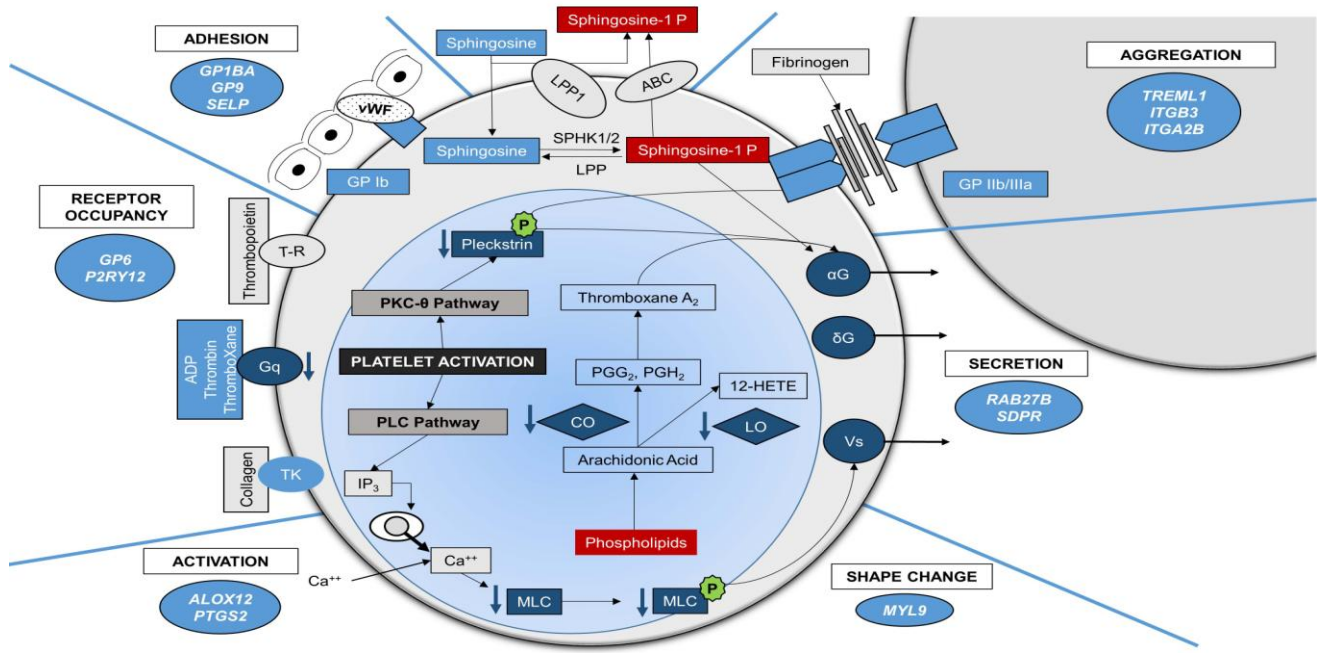 ADHESION
GP1BA
GP9
SELP
vWF
GP Ib
Sphingosine
Sphingosine-1 P
LPP1
ABC
Sphingosine
SPHK1/2
LPP
Sphingosine-1 P
Fibrinogen
AGGREGATION
TREML1
ITGB3
ITGA2B
GP IIb/IIIa
RECEPTOR
OCCUPANCY
GP6
P2RY12
Thrombopoietin
T-R
ADP
Thrombin
ThromboXane
Gq
Collagen
TK
P
Pleckstrin
PKC-θ Pathway
PLATELET ACTIVATION
PLC Pathway
IP3
Ca++
Ca++
MLC
MLC
P
Thromboxane A2
PGG2, PGH2
12-HETE
CO
LO
Arachidonic Acid
Phospholipids
αG
δG
Vs
SECRETION
RAB27B
SDPR
ACTIVATION
ALOX12
PTGS2
SHAPE CHANGE
MYL9